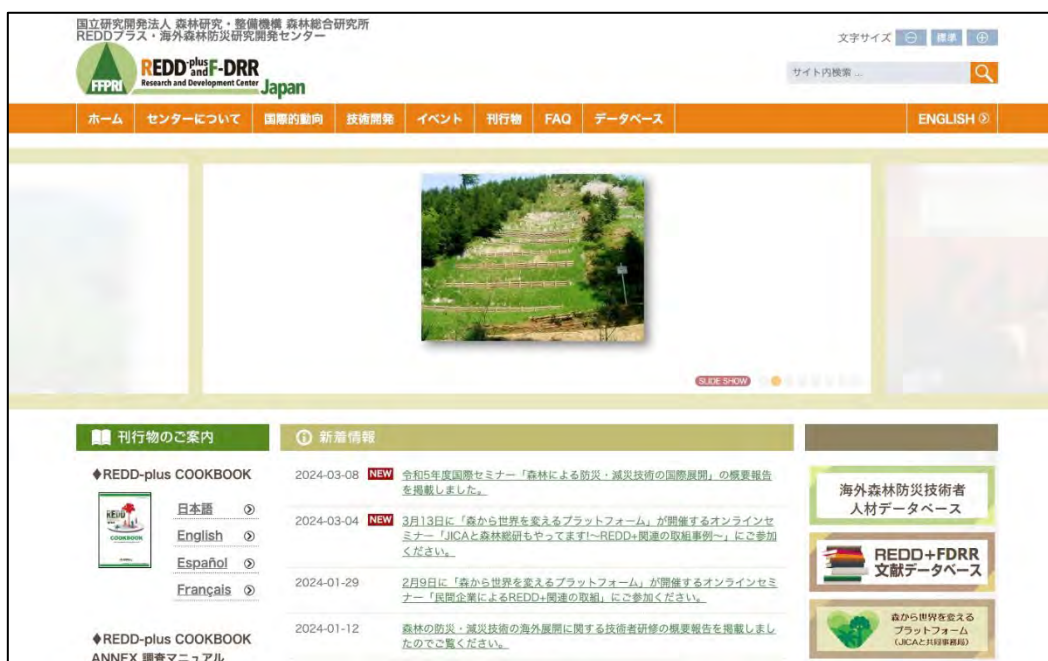 国立研究開発法人 森林研究・整備機構 森林総合研究所
REDDプラス・海外森林防災研究開発センター
文字サイズ
標準
FFPRI
REDD-plus and F-DRR
Research and Development Center
Japan
サイト内検索 ...
ホーム センターについて 国際的動向 技術開発 イベント 刊行物 FAQ データベース ENGLISH
SLIDE SHOW
刊行物のご案内
♦REDD-plus COOKBOOK
REDD
COOKBOOK
日本語
English
Español
Français
♦REDD-plus COOKBOOK
ANNEX 調査マニュアル
新着情報
2024-03-08 NEW 令和5年度国際セミナー「森林による防災・減災技術の国際展開」の概要報告
を掲載しました。
2024-03-04 NEW 3月13日に「森から世界を変えるプラットフォーム」が開催するオンラインセ
ミナー「JICAと森林総研もやってます!~REDD+関連の取組事例~」にご参加
ください。
2024-01-29 2月9日に「森から世界を変えるプラットフォーム」が開催するオンラインセミ
ナー「民間企業によるREDD+関連の取組」にご参加ください。
2024-01-12 森林の防災・減災技術の海外展開に関する技術者研修の概要報告を掲載しまし
たのでご覧ください。
海外森林防災技術者
人材データベース
REDD+FDRR
文献データベース
森から世界を変える
プラットフォーム
(JICAと共同事務局)